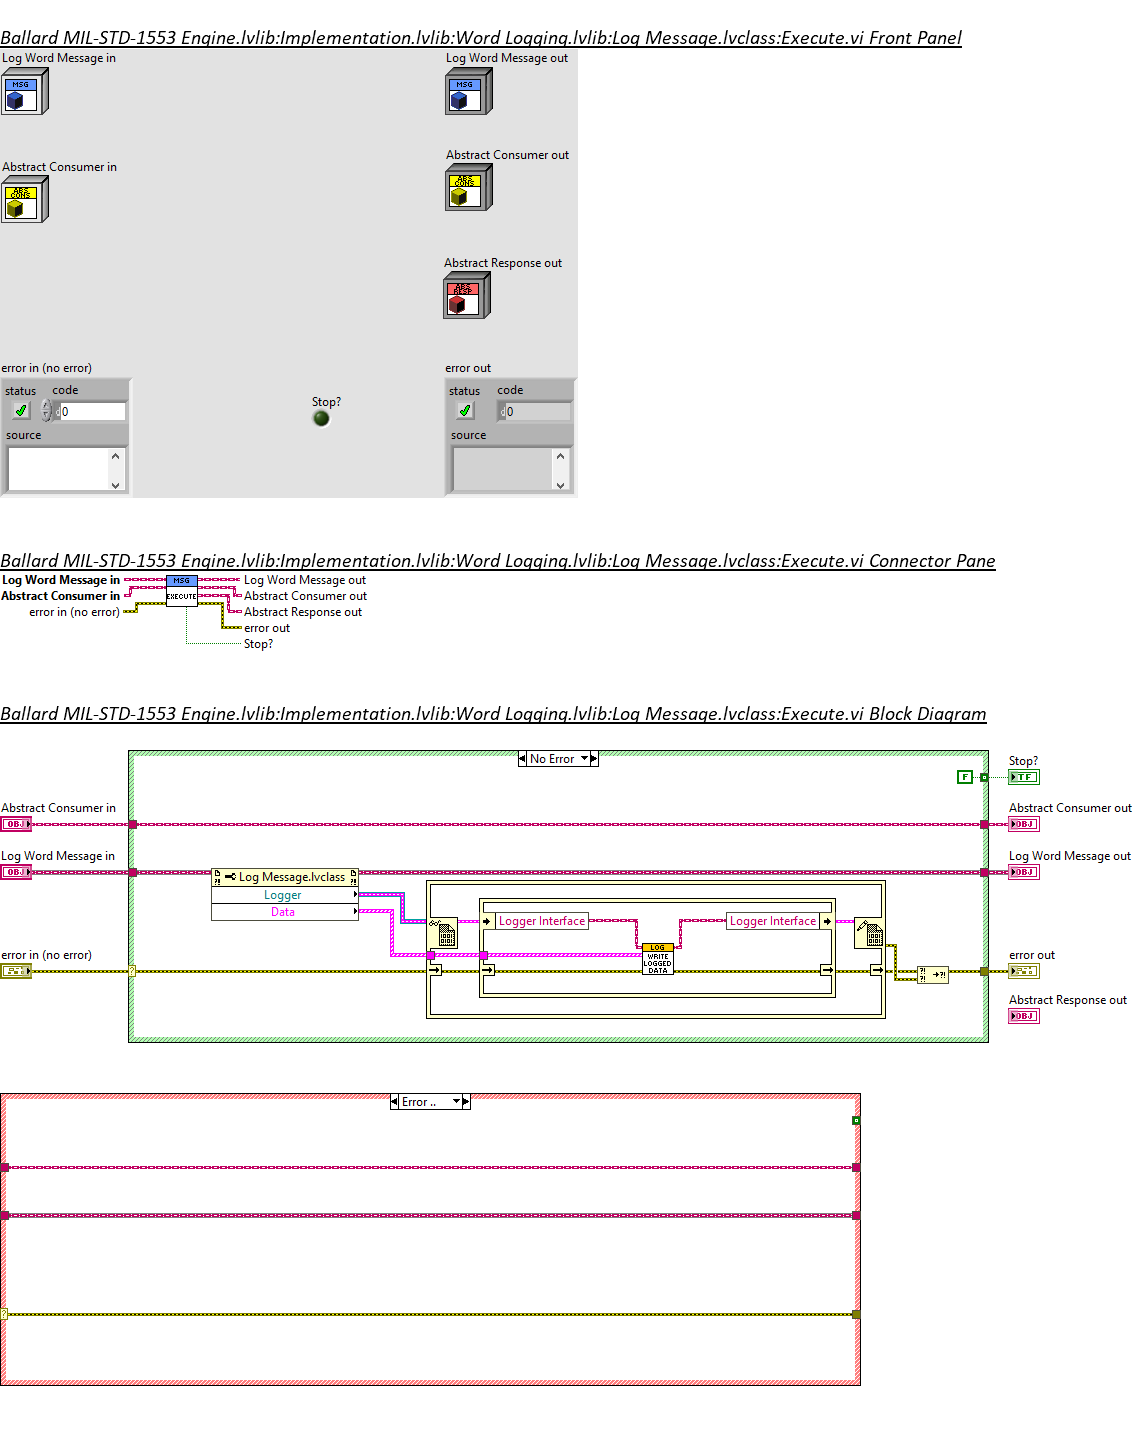 Ballard MIL-STD-1553 Engine.lvlib:Implementation.lvlib:Word Logging.lvlib:Log Message.lvclass:Execute.vi Front Panel
Log Word Message in
Log Word Message out
MSG
MSG
Abstract Consumer in
Abstract Consumer out
ABS CONS
ABS CONS
Abstract Response out
ABS RESP
error in (no error)
error out
status code
status code
d 0
d 0
Stop?
source
source
Ballard MIL-STD-1553 Engine.lvlib:Implementation.lvlib:Word Logging.lvlib:Log Message.lvclass:Execute.vi Connector Pane
Log Word Message in
MSG
Log Word Message out
Abstract Consumer in
EXECUTE
Abstract Consumer out
error in (no error)
Abstract Response out
error out
Stop?
Ballard MIL-STD-1553 Engine.lvlib:Implementation.lvlib:Word Logging.lvlib:Log Message.lvclass:Execute.vi Block Diagram
No Error
Stop?
F
TF
Abstract Consumer in
Abstract Consumer out
OBJ
OBJ
Log Word Message in
Log Word Message out
OBJ
OBJ
?!
Log Message.lvclass
?!
Logger
Data
Logger Interface
Logger Interface
LOG
WRITE
LOGGED
DATA
error in (no error)
error out
?
?!
?!
?!
Abstract Response out
OBJ
Error ..
?